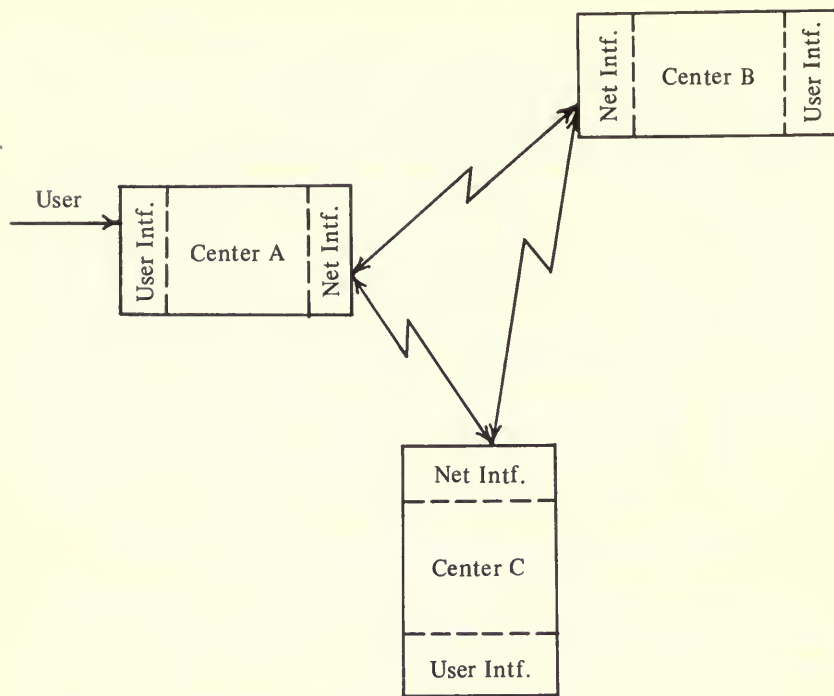 Net Intf.
Center B
User Intf.
User
User Intf.
Center A
Net Intf.
Net Intf.
Center C
User Intf.